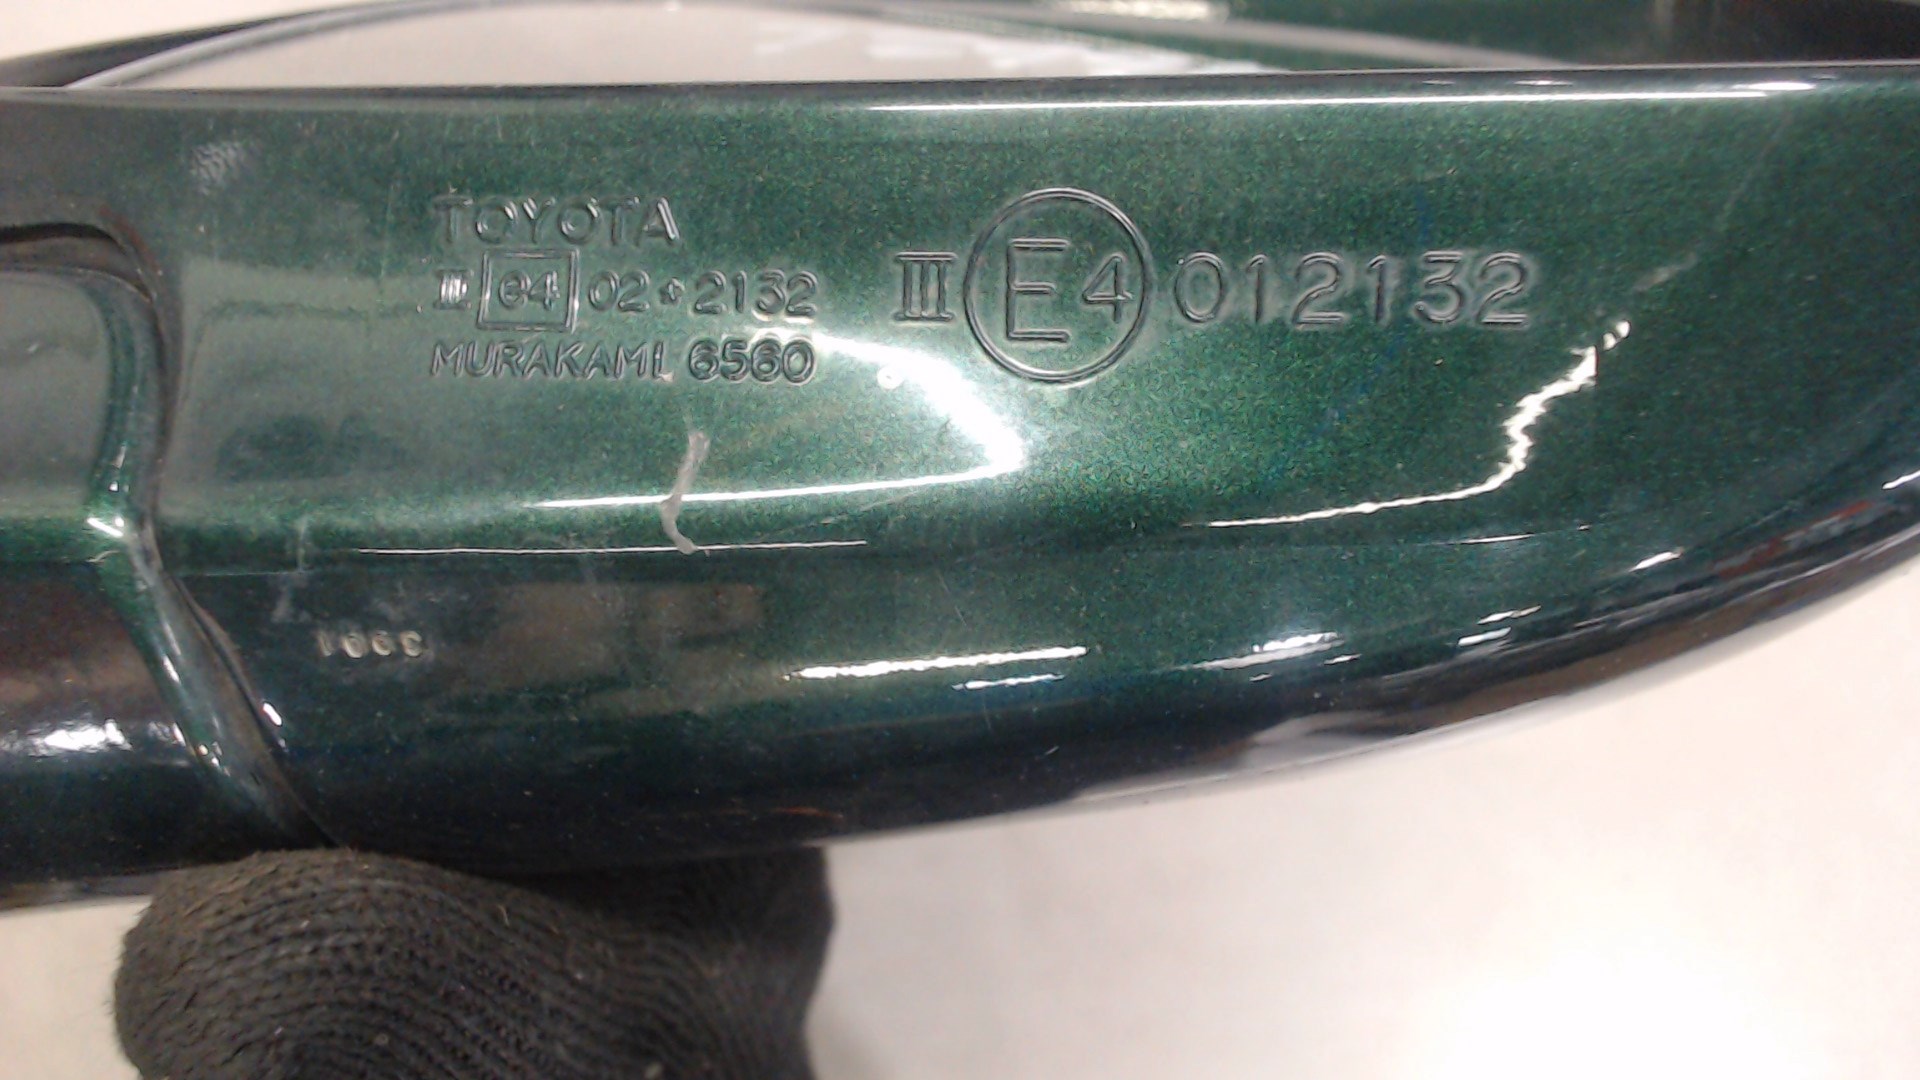 TOYOTA
III e4 02*2132
MURAKAMI 6560
III E4 012132